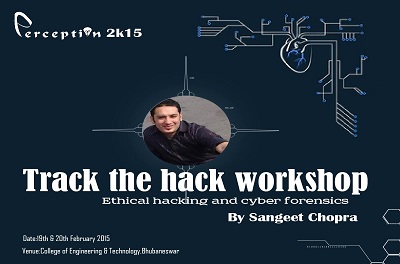 Perception 2k15
Track the hack workshop
Ethical hacking and cyber forensics
By Sangeet Chopra
Date:19th & 20th February 2015
Venue:College of Engineering & Technology,Bhubaneswar